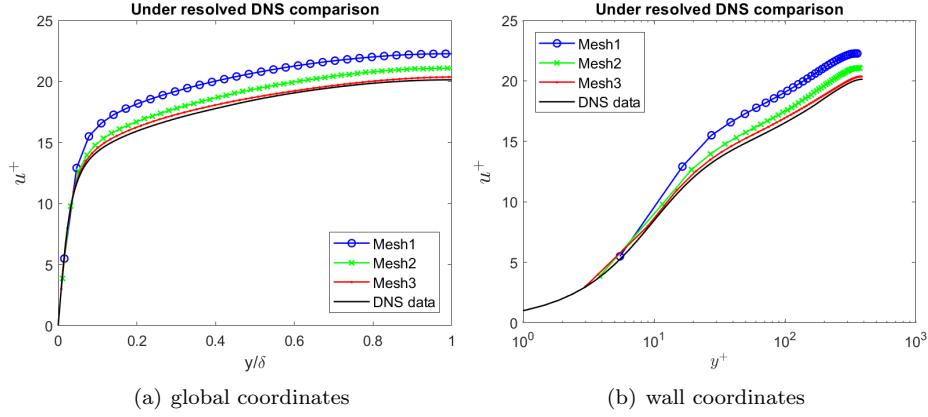 Under resolved DNS comparison
25
20
15
10
5
0
u+
0
0.2
0.4
0.6
0.8
1
y/δ
Mesh1
Mesh2
Mesh3
DNS data
(a) global coordinates
Under resolved DNS comparison
25
20
15
10
5
0
u+
Mesh1
Mesh2
Mesh3
DNS data
10^0
10^1
10^2
10^3
y+
(b) wall coordinates